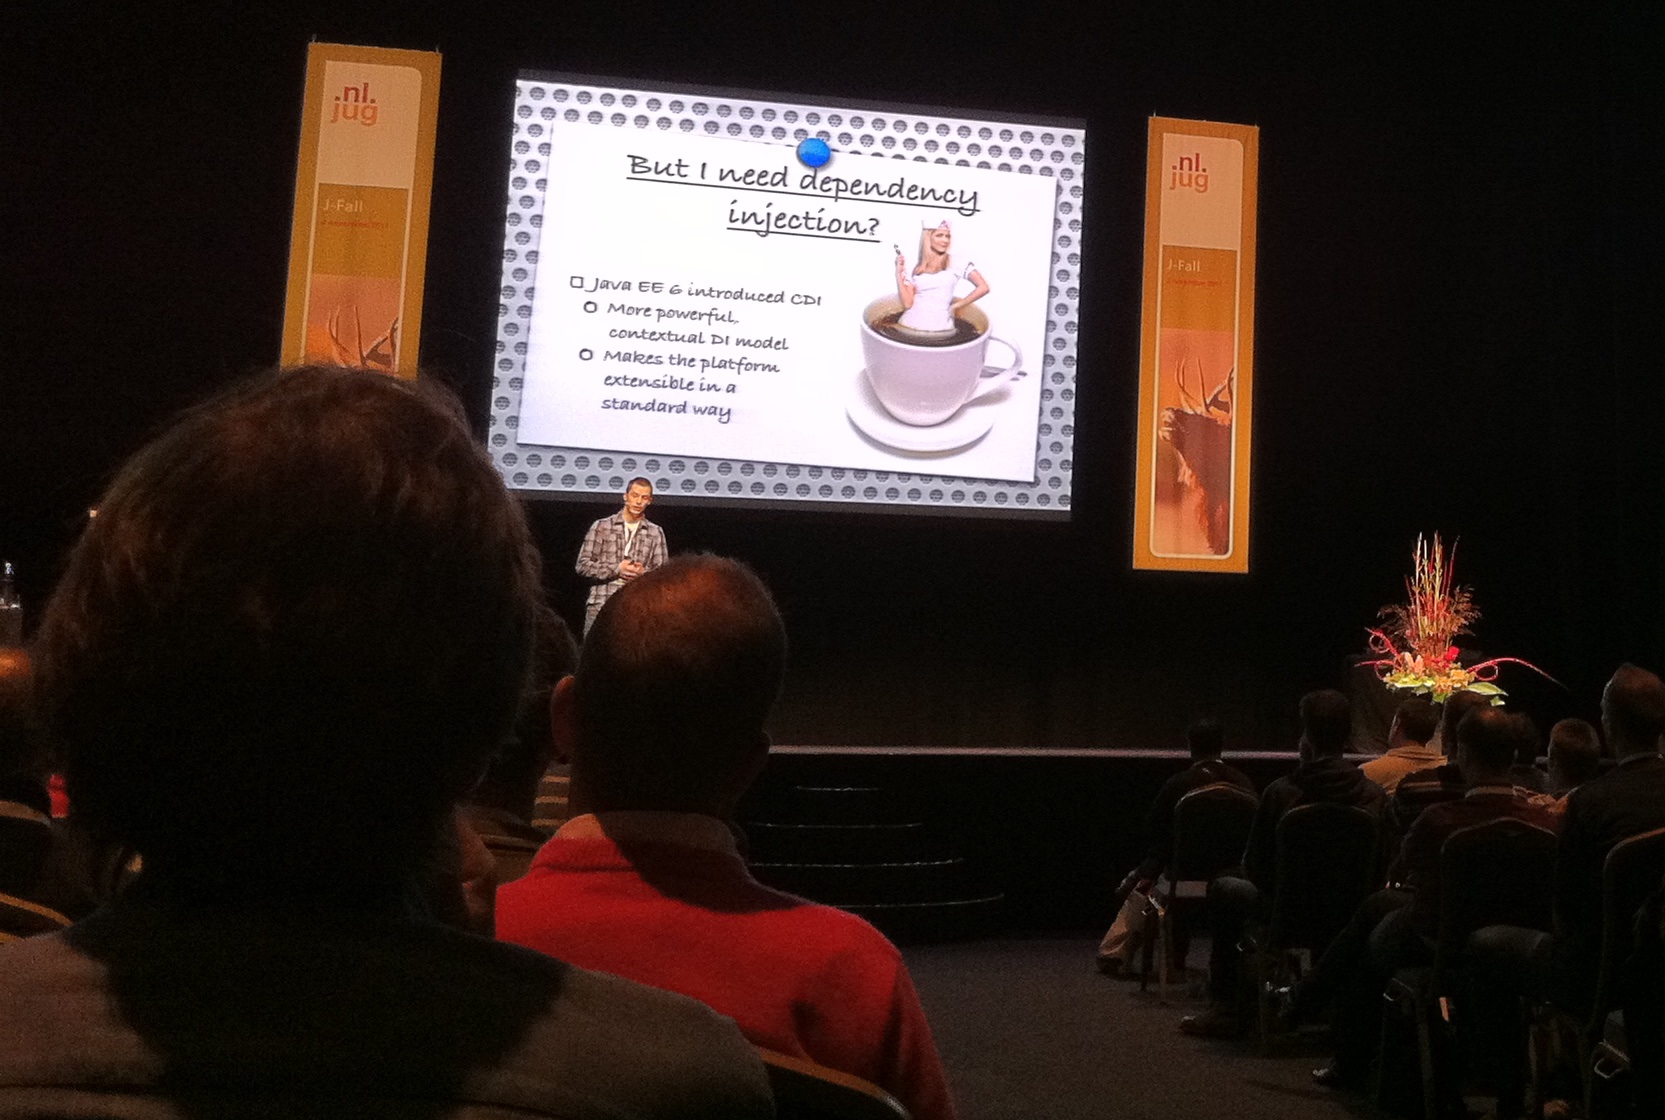 .nl.
jug
J-Fall
But I need dependency
injection?
Java EE 6 introduced CDI
More powerful,
contextual DI model
Makes the platform
extensible in a
standard way
.nl.
jug
J-Fall